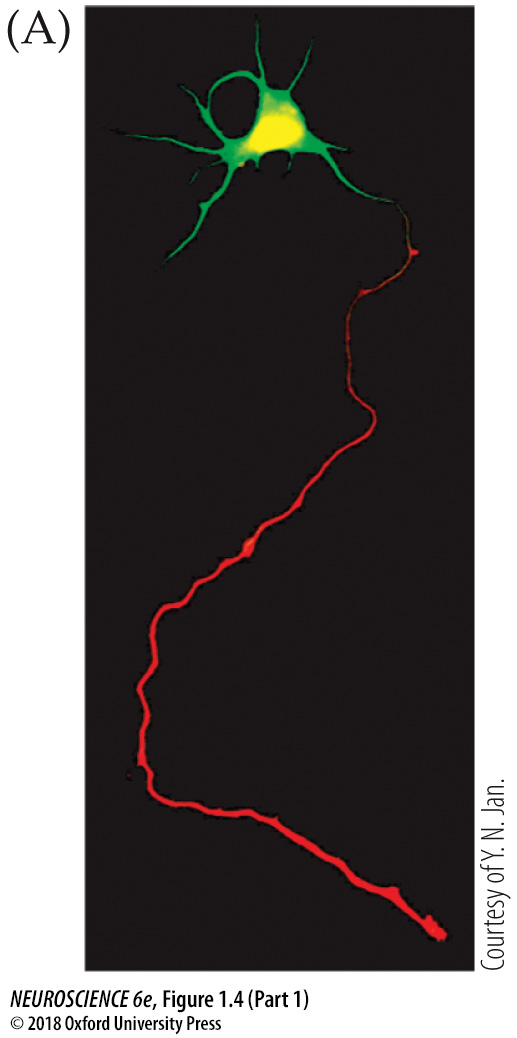 (A)
Courtesy of Y. N. Jan.
NEUROSCIENCE 6e, Figure 1.4 (Part 1)
© 2018 Oxford University Press